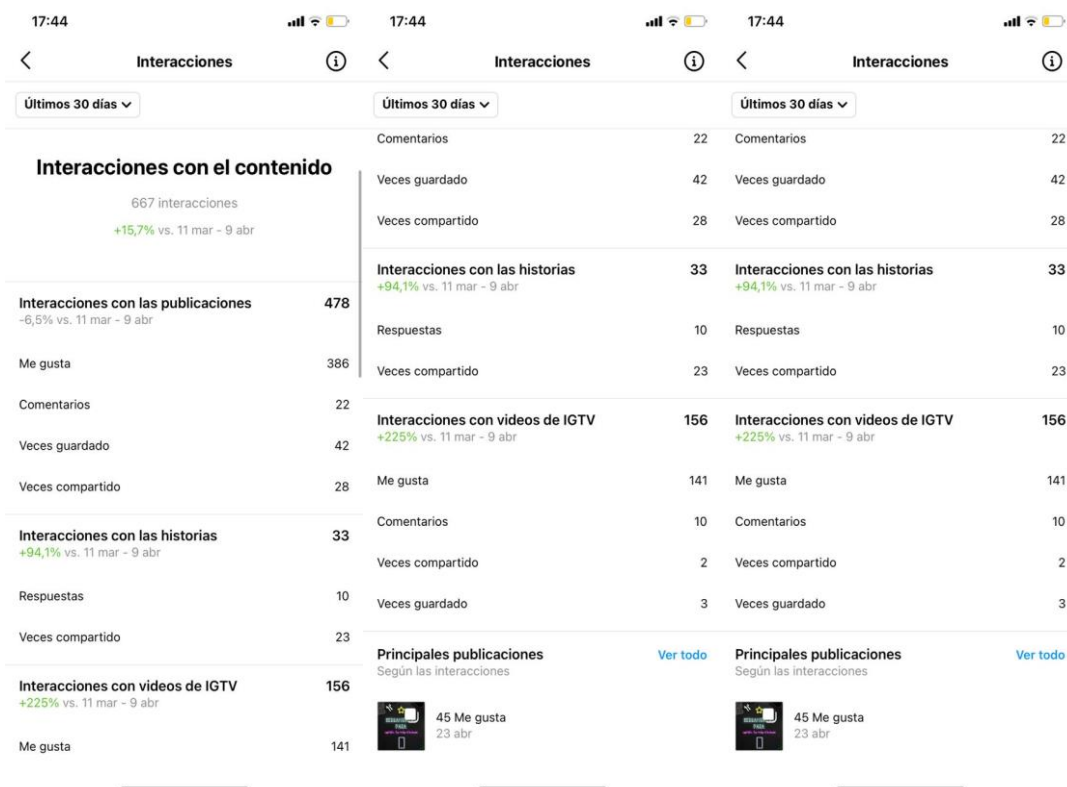 17:44
Interacciones
Últimos 30 días
Interacciones con el contenido
667 interacciones
+15,7% vs. 11 mar - 9 abr
Interacciones con las publicaciones 478
-6,5% vs. 11 mar - 9 abr
Me gusta 386
Comentarios 22
Veces guardado 42
Veces compartido 28
Interacciones con las historias 33
+94,1% vs. 11 mar - 9 abr
Respuestas 10
Veces compartido 23
Interacciones con videos de IGTV 156
+225% vs. 11 mar - 9 abr
Me gusta 141
17:44
Interacciones
Últimos 30 días
Comentarios 22
Veces guardado 42
Veces compartido 28
Interacciones con las historias 33
+94,1% vs. 11 mar - 9 abr
Respuestas 10
Veces compartido 23
Interacciones con videos de IGTV 156
+225% vs. 11 mar - 9 abr
Me gusta 141
Comentarios 10
Veces compartido 2
Veces guardado 3
Principales publicaciones Ver todo
Según las interacciones
45 Me gusta
23 abr
17:44
Interacciones
Últimos 30 días
Comentarios 22
Veces guardado 42
Veces compartido 28
Interacciones con las historias 33
+94,1% vs. 11 mar - 9 abr
Respuestas 10
Veces compartido 23
Interacciones con videos de IGTV 156
+225% vs. 11 mar - 9 abr
Me gusta 141
Comentarios 10
Veces compartido 2
Veces guardado 3
Principales publicaciones Ver todo
Según las interacciones
45 Me gusta
23 abr